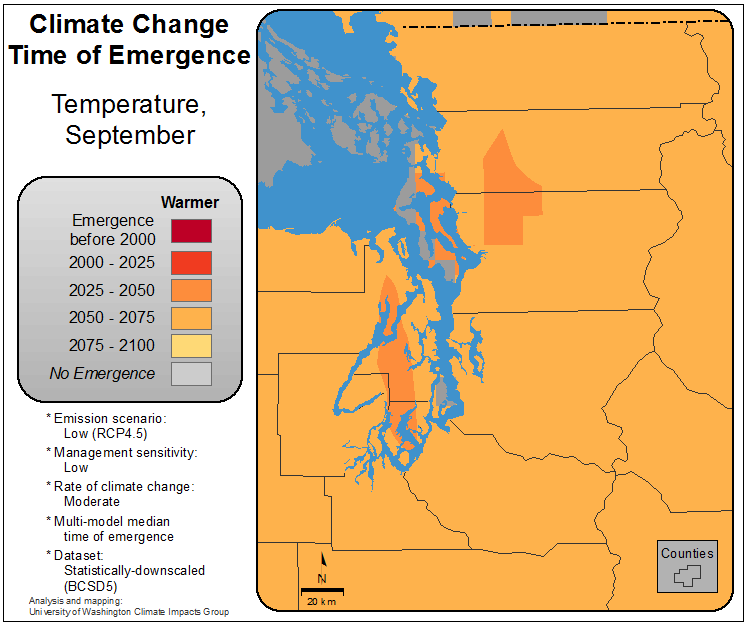 Climate Change
Time of Emergence
Temperature,
September
Warmer
Emergence
before 2000
2000 - 2025
2025 - 2050
2050 - 2075
2075 - 2100
No Emergence
* Emission scenario:
Low (RCP4.5)
* Management sensitivity:
Low
* Rate of climate change:
Moderate
* Multi-model median
time of emergence
* Dataset:
Statistically-downscaled
(BCSD5)
Analysis and mapping:
University of Washington Climate Impacts Group
N
20 km
Counties